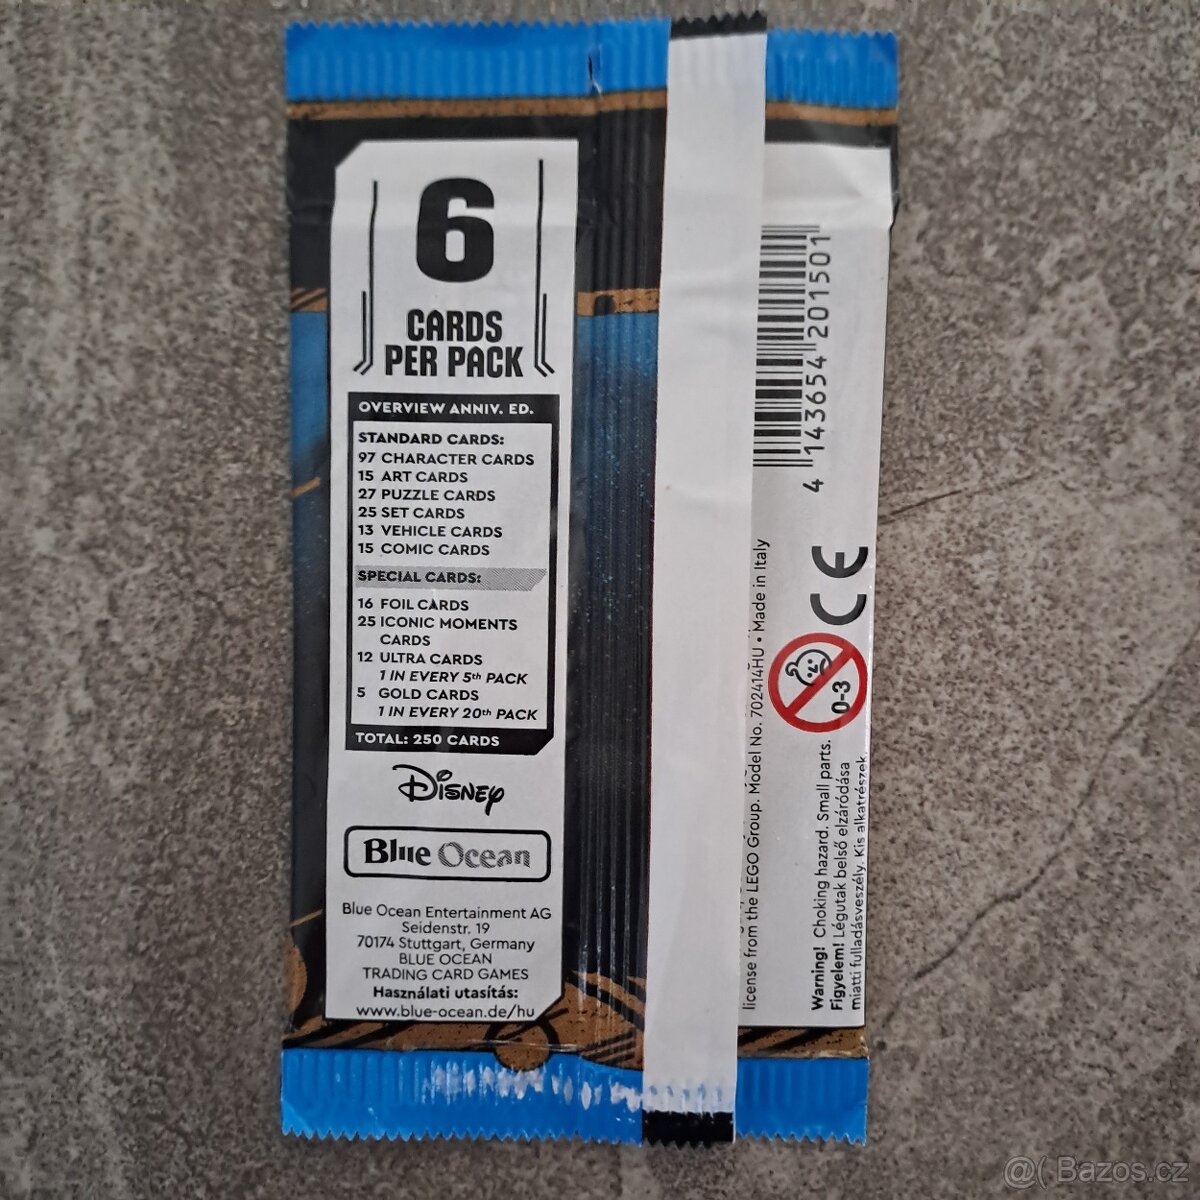 6
CARDS
PER PACK
OVERVIEW ANNIV. ED.
STANDARD CARDS:
97 CHARACTER CARDS
15 ART CARDS
27 PUZZLE CARDS
25 SET CARDS
13 VEHICLE CARDS
15 COMIC CARDS
SPECIAL CARDS:
16 FOIL CARDS
25 ICONIC MOMENTS
CARDS
12 ULTRA CARDS
1 IN EVERY 5th PACK
5 GOLD CARDS
1 IN EVERY 20th PACK
TOTAL: 250 CARDS
Disney
Blue Ocean
Blue Ocean Entertainment AG
Seidenstr. 19
70174 Stuttgart, Germany
BLUE OCEAN
TRADING CARD GAMES
Használati utasítás:
www.blue-ocean.de/hu
license from the LEGO Group. Model No. 702414HU • Made in Italy
4 143654 201501
CE
0-3
Warning! Choking hazard. Small parts.
Figyelem! Légutak belső elzáródása
miatti fulladásveszély. Kis alkatrészek.
@( Bazos.cz